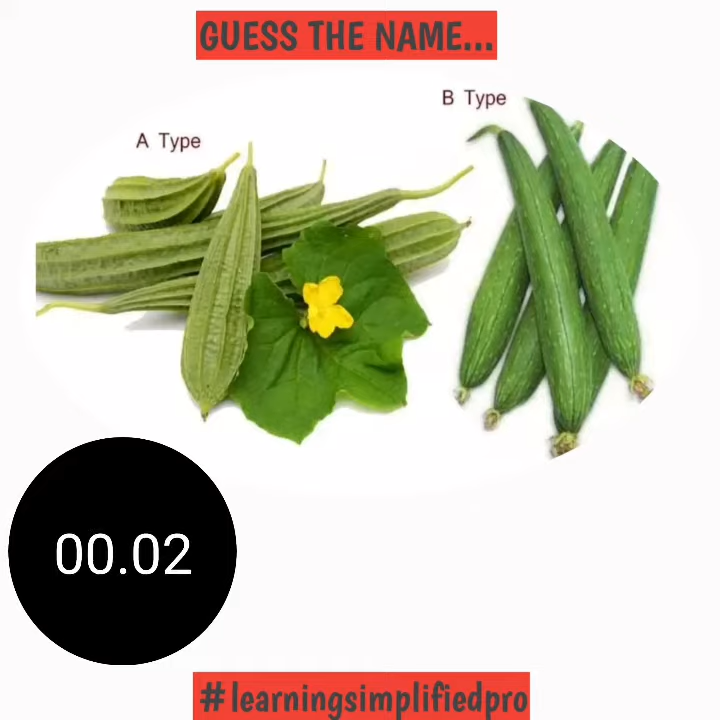 GUESS THE NAME...
B Type
A Type
00.02
#learningsimplifiedpro